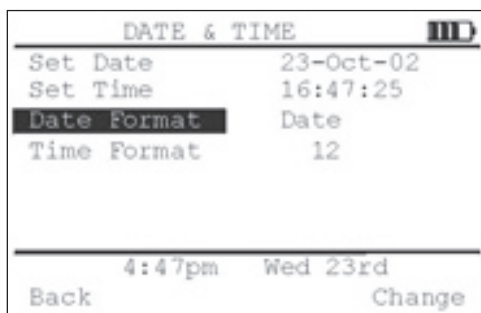 DATE & TIME
Set Date 23-Oct-02
Set Time 16:47:25
Date Format Date
Time Format 12
4:47pm Wed 23rd
Back Change